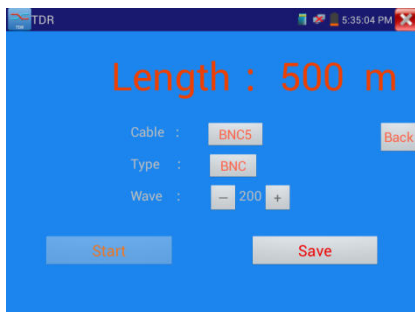 TDR 5:35:04 PM
Length : 500 m
Cable : BNC5
Back
Type : BNC
Wave : – 200 +
Start Save